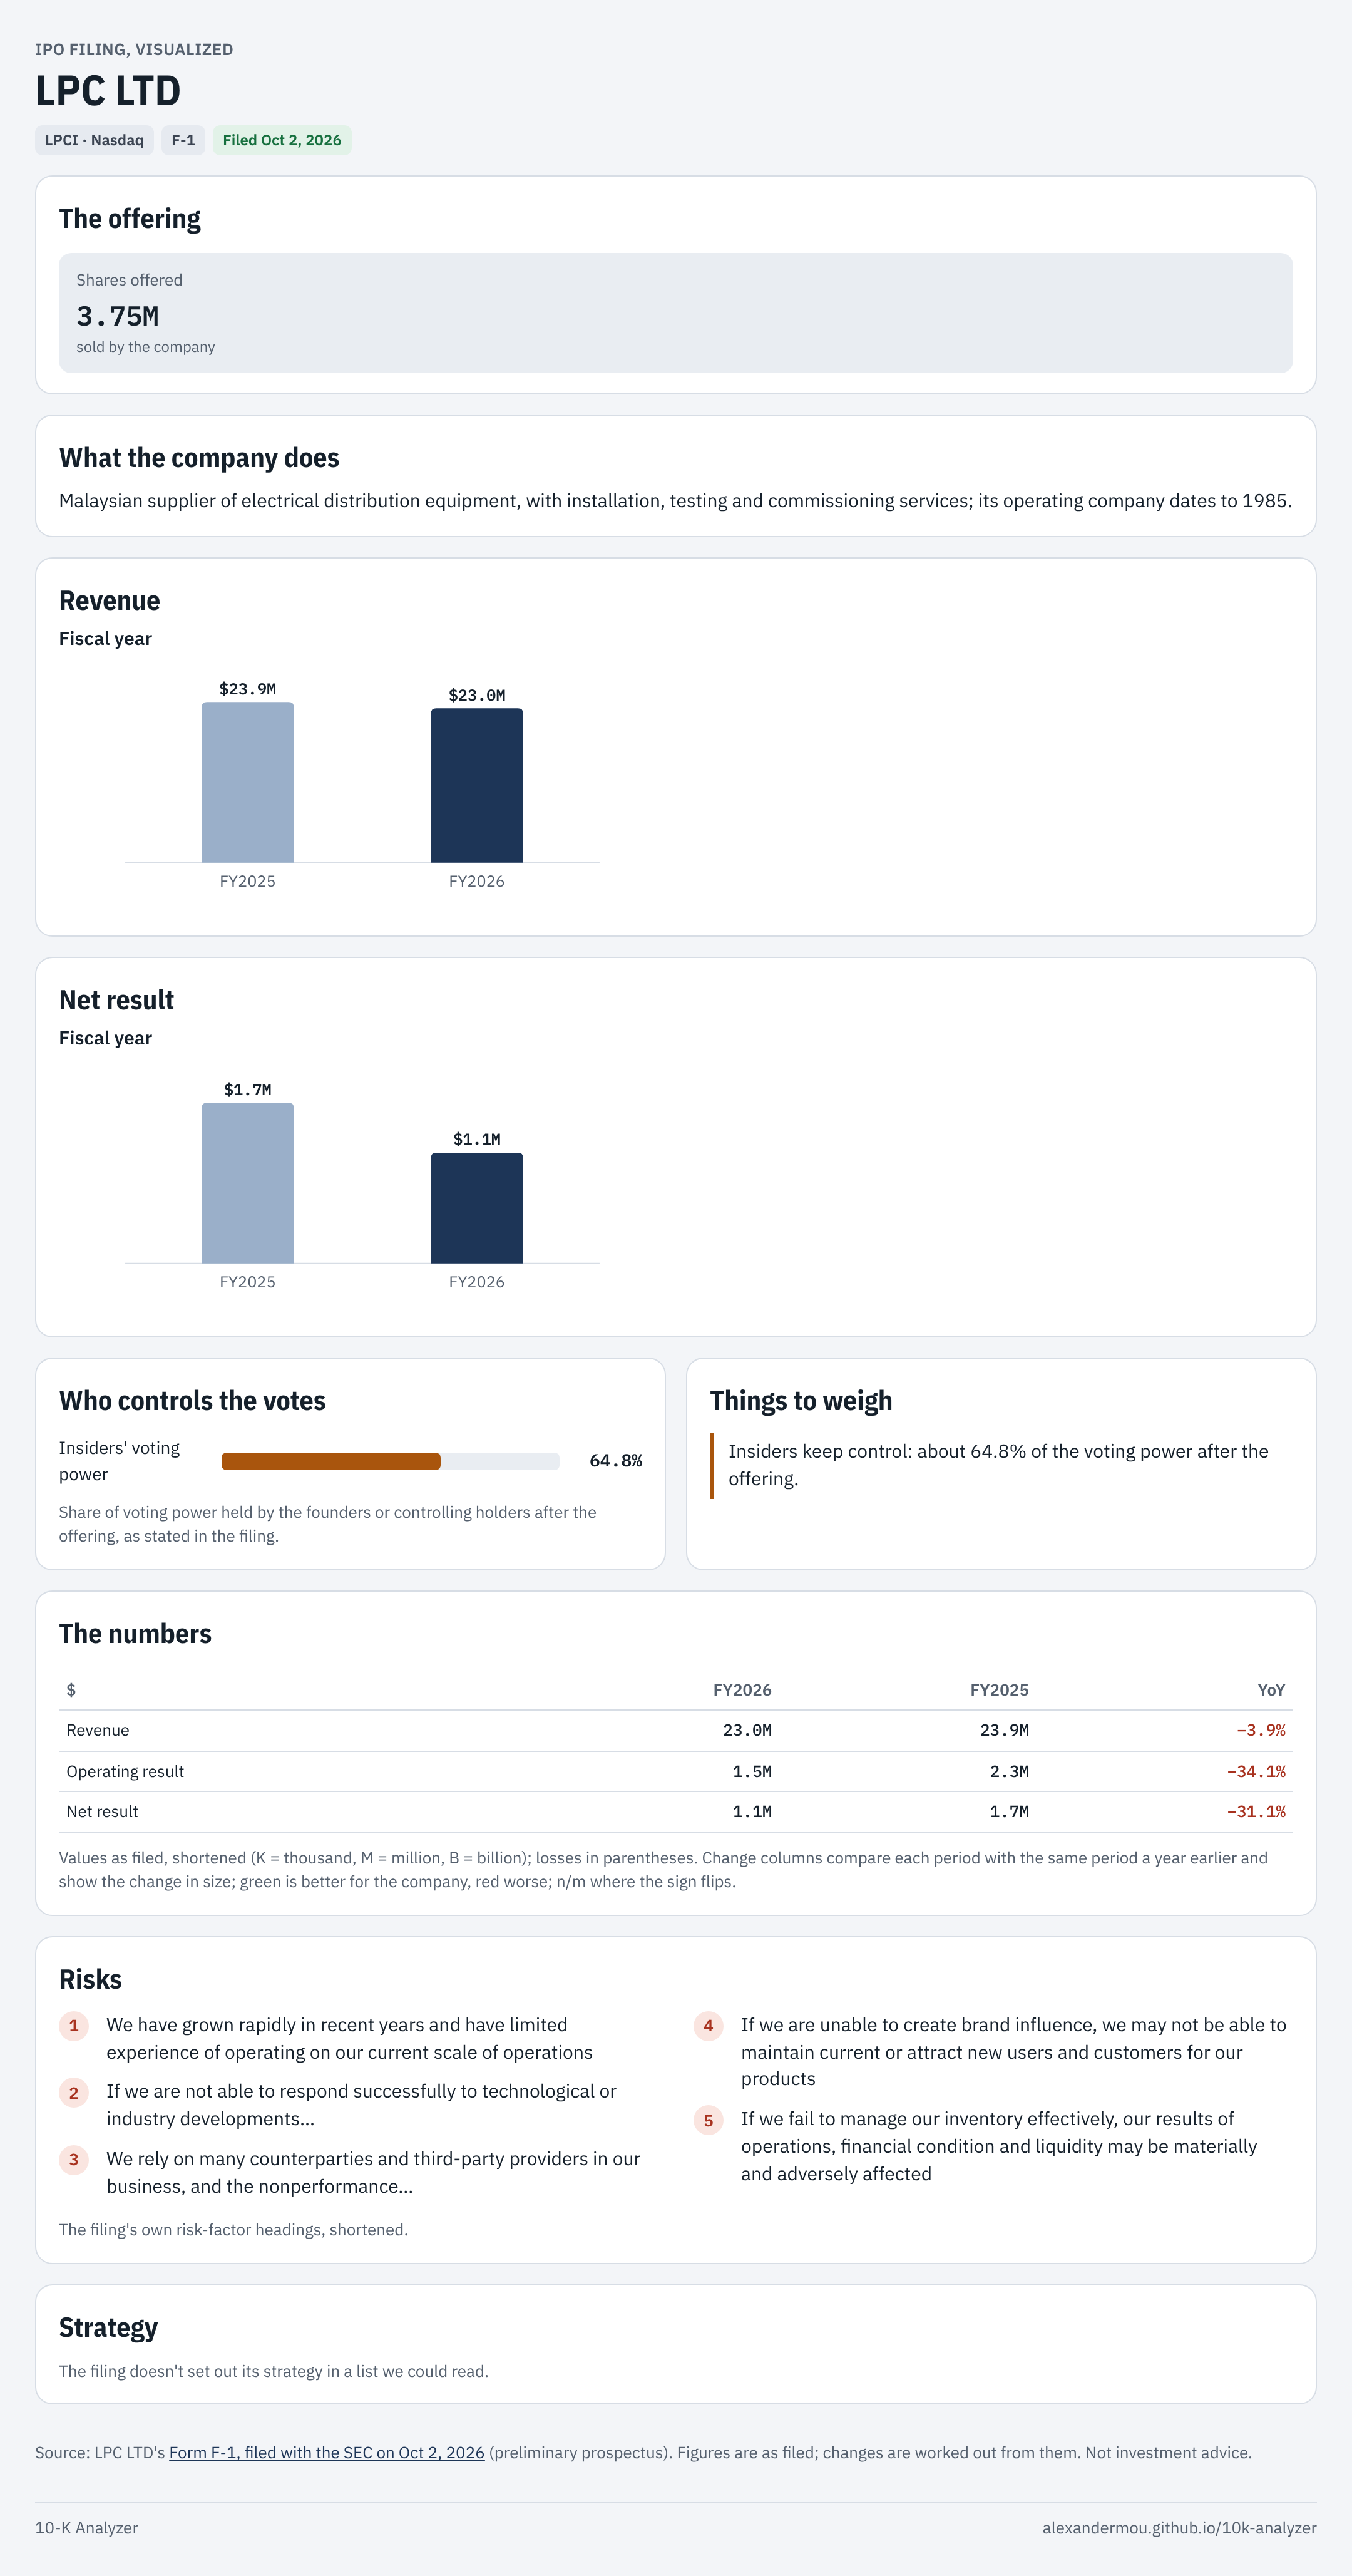 IPO FILING, VISUALIZED
LPC LTD
LPCI · Nasdaq
F-1
Filed Oct 2, 2026
The offering
Shares offered
3.75M
sold by the company
What the company does
Malaysian supplier of electrical distribution equipment, with installation, testing and commissioning services; its operating company dates to 1985.
Revenue
Fiscal year
$23.9M
$23.0M
FY2025
FY2026
Net result
Fiscal year
$1.7M
$1.1M
FY2025
FY2026
Who controls the votes
Insiders' voting
power
64.8%
Share of voting power held by the founders or controlling holders after the
offering, as stated in the filing.
Things to weigh
Insiders keep control: about 64.8% of the voting power after the
offering.
The numbers
$ FY2026 FY2025 YoY
Revenue 23.0M 23.9M −3.9%
Operating result 1.5M 2.3M −34.1%
Net result 1.1M 1.7M −31.1%
Values as filed, shortened (K = thousand, M = million, B = billion); losses in parentheses. Change columns compare each period with the same period a year earlier and
show the change in size; green is better for the company, red worse; n/m where the sign flips.
Risks
1 We have grown rapidly in recent years and have limited
experience of operating on our current scale of operations
2 If we are not able to respond successfully to technological or
industry developments…
3 We rely on many counterparties and third-party providers in our
business, and the nonperformance…
4 If we are unable to create brand influence, we may not be able to
maintain current or attract new users and customers for our
products
5 If we fail to manage our inventory effectively, our results of
operations, financial condition and liquidity may be materially
and adversely affected
The filing's own risk-factor headings, shortened.
Strategy
The filing doesn't set out its strategy in a list we could read.
Source: LPC LTD's Form F-1, filed with the SEC on Oct 2, 2026 (preliminary prospectus). Figures are as filed; changes are worked out from them. Not investment advice.
10-K Analyzer
alexandermou.github.io/10k-analyzer